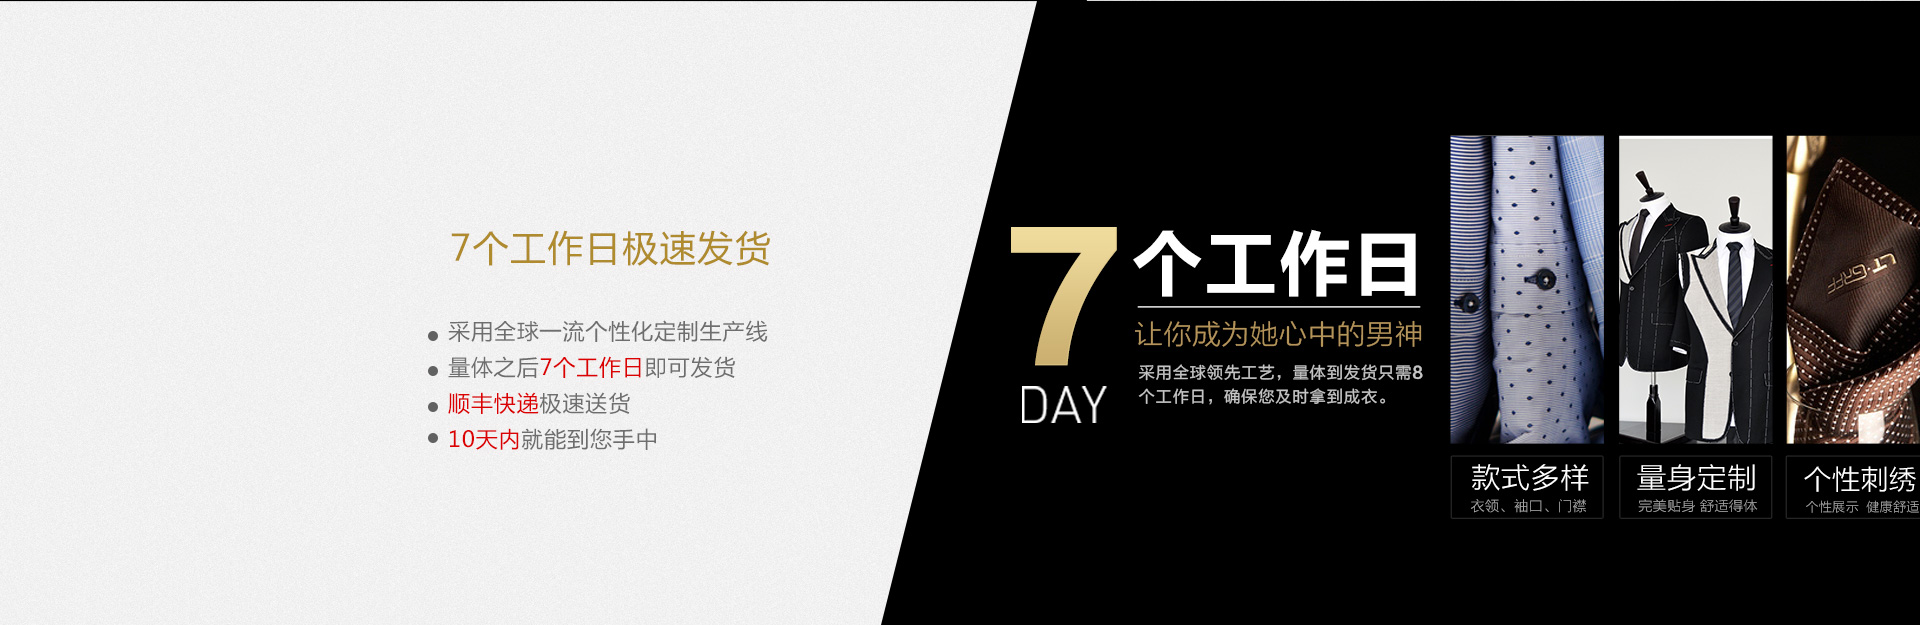 7个工作日极速发货
采用全球一流个性化定制生产线
量体之后7个工作日即可发货
顺丰快递极速送货
10天内就能到您手中
7个工作日
DAY
让你成为她心中的男神
采用全球领先工艺，量体到发货只需8
个工作日，确保您及时拿到成衣。
款式多样
衣领、袖口、门襟
量身定制
完美贴身 舒适得体
LT·GRFF
个性刺绣
个性展示 健康舒适